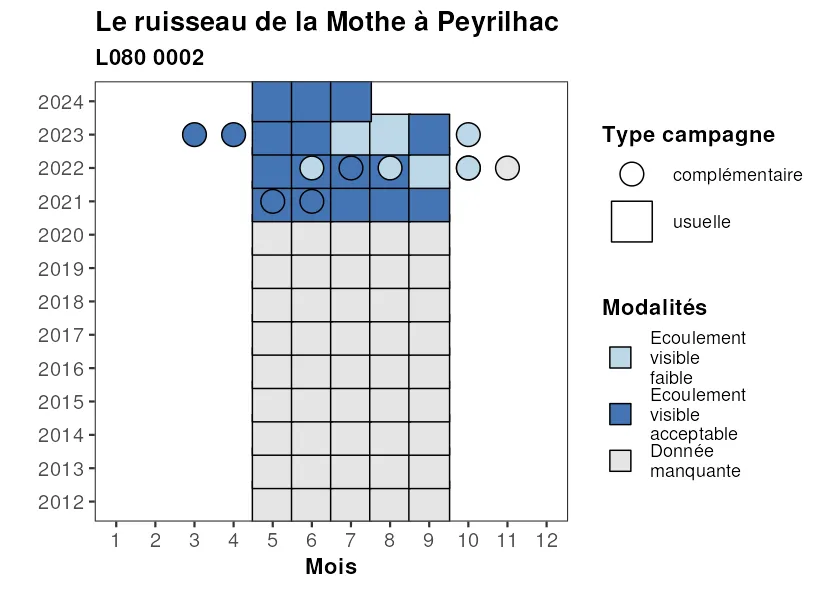 Le ruisseau de la Mothe à Peyrilhac
L080 0002
2024
2023
2022
2021
2020
2019
2018
2017
2016
2015
2014
2013
2012
1 2 3 4 5 6 7 8 9 10 11 12
Mois
Type campagne
complémentaire
usuelle
Modalités
Ecoulement
visible
faible
Ecoulement
visible
acceptable
Donnée
manquante